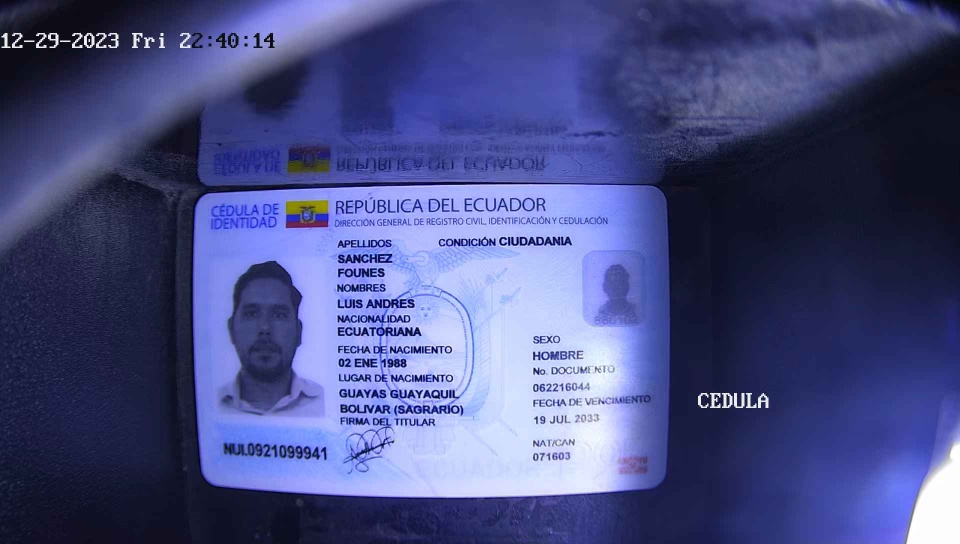 12-29-2023 Fri 22:40:14
CÉDULA DE IDENTIDAD
REPÚBLICA DEL ECUADOR
DIRECCIÓN GENERAL DE REGISTRO CIVIL, IDENTIFICACIÓN Y CEDULACIÓN
APELLIDOS
CONDICIÓN CIUDADANIA
SANCHEZ
FOUNES
NOMBRES
LUIS ANDRES
NACIONALIDAD
ECUATORIANA
FECHA DE NACIMIENTO
02 ENE 1988
LUGAR DE NACIMIENTO
GUAYAS GUAYAQUIL
BOLIVAR (SAGRARIO)
FIRMA DEL TITULAR
SEXO
HOMBRE
No. DOCUMENTO
062216044
FECHA DE VENCIMIENTO
19 JUL 2033
NAT/CAN
071603
NUI.0921099941
CEDULA